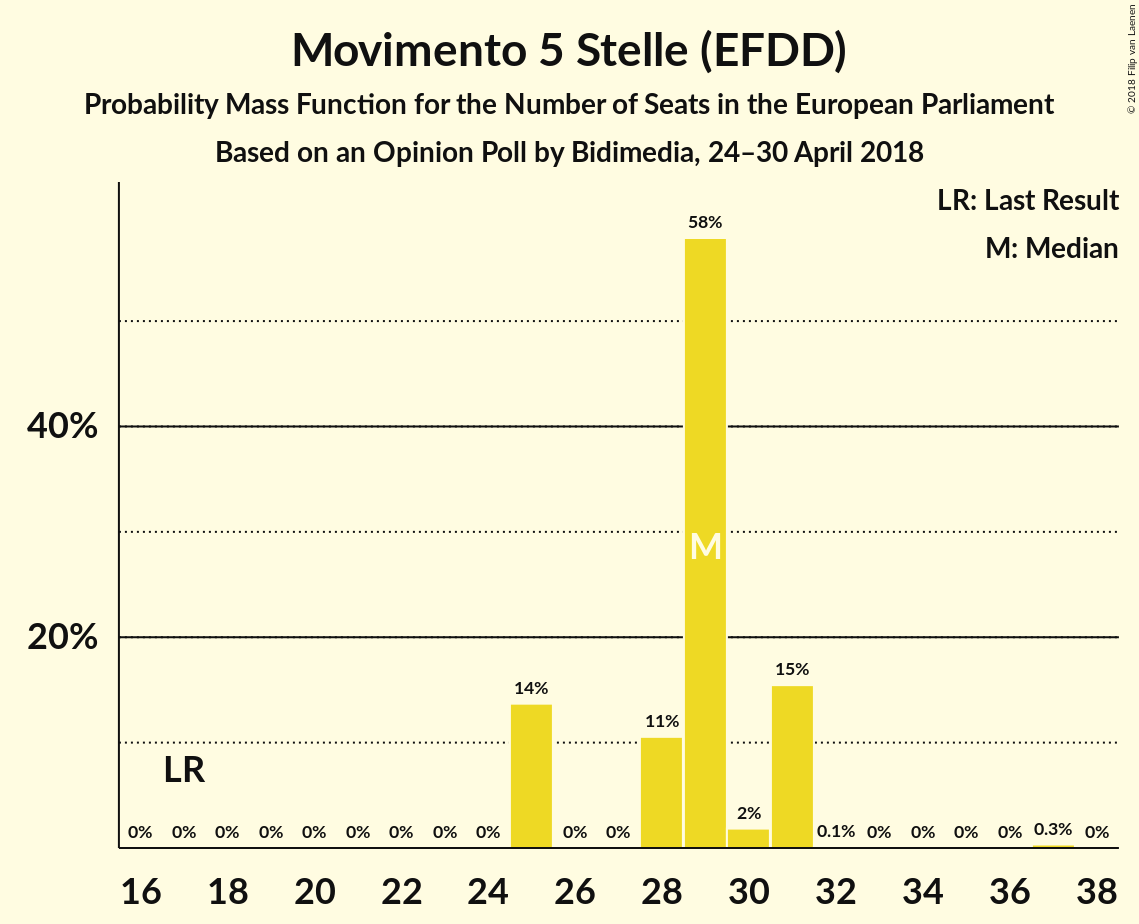 Movimento 5 Stelle (EFDD)
Probability Mass Function for the Number of Seats in the European Parliament
Based on an Opinion Poll by Bidimedia, 24–30 April 2018
© 2018 Filip van Laenen
LR: Last Result
M: Median
58%
40%
M
20%
15%
14%
11%
LR
2%
0% 0% 0% 0% 0% 0% 0% 0% 0% 0% 0% 0.1% 0% 0% 0% 0% 0.3% 0%
16 18 20 22 24 26 28 30 32 34 36 38